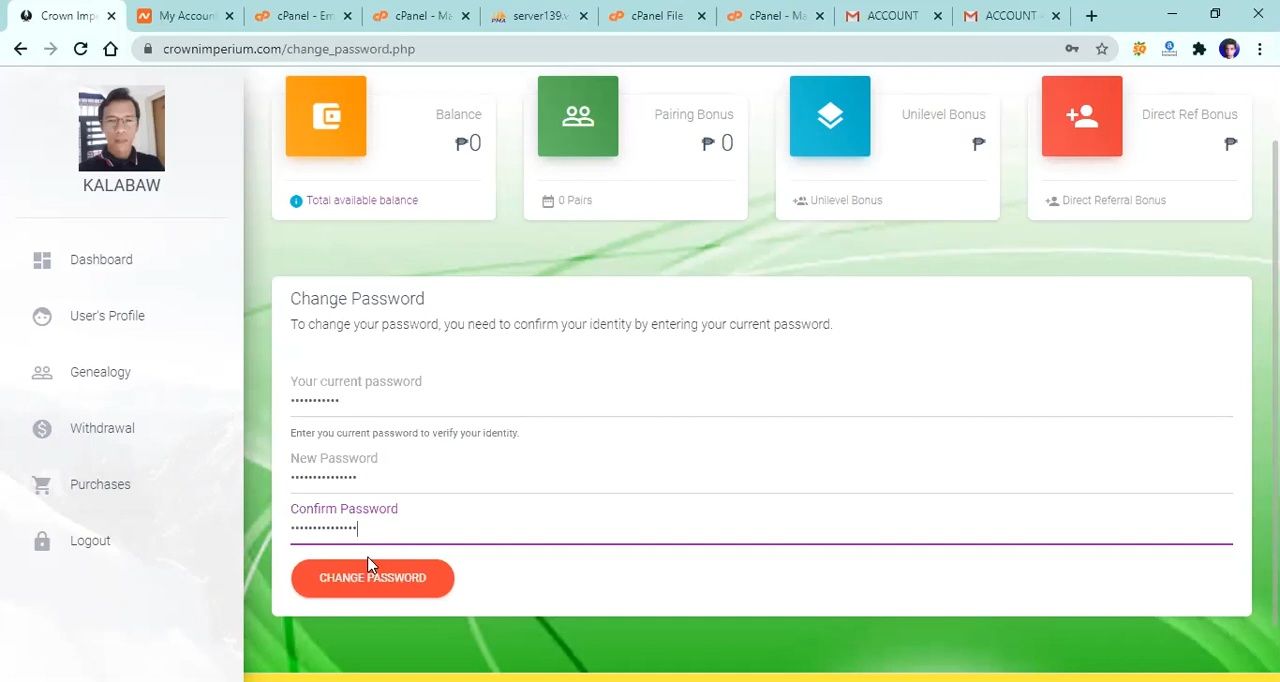 Crown Imp
My Accoun
cPanel - Em
cPanel - Ma
server139.v
cPanel File
cPanel - Ma
ACCOUNT
ACCOUNT -
crownimperium.com/change_password.php
KALABAW
Dashboard
User's Profile
Genealogy
Withdrawal
Purchases
Logout
Balance
₱0
Total available balance
Pairing Bonus
₱ 0
0 Pairs
Unilevel Bonus
₱
Unilevel Bonus
Direct Ref Bonus
₱
Direct Referral Bonus
Change Password
To change your password, you need to confirm your identity by entering your current password.
Your current password
•••••••••••
Enter you current password to verify your identity.
New Password
•••••••••••••••
Confirm Password
•••••••••••••••
CHANGE PASSWORD